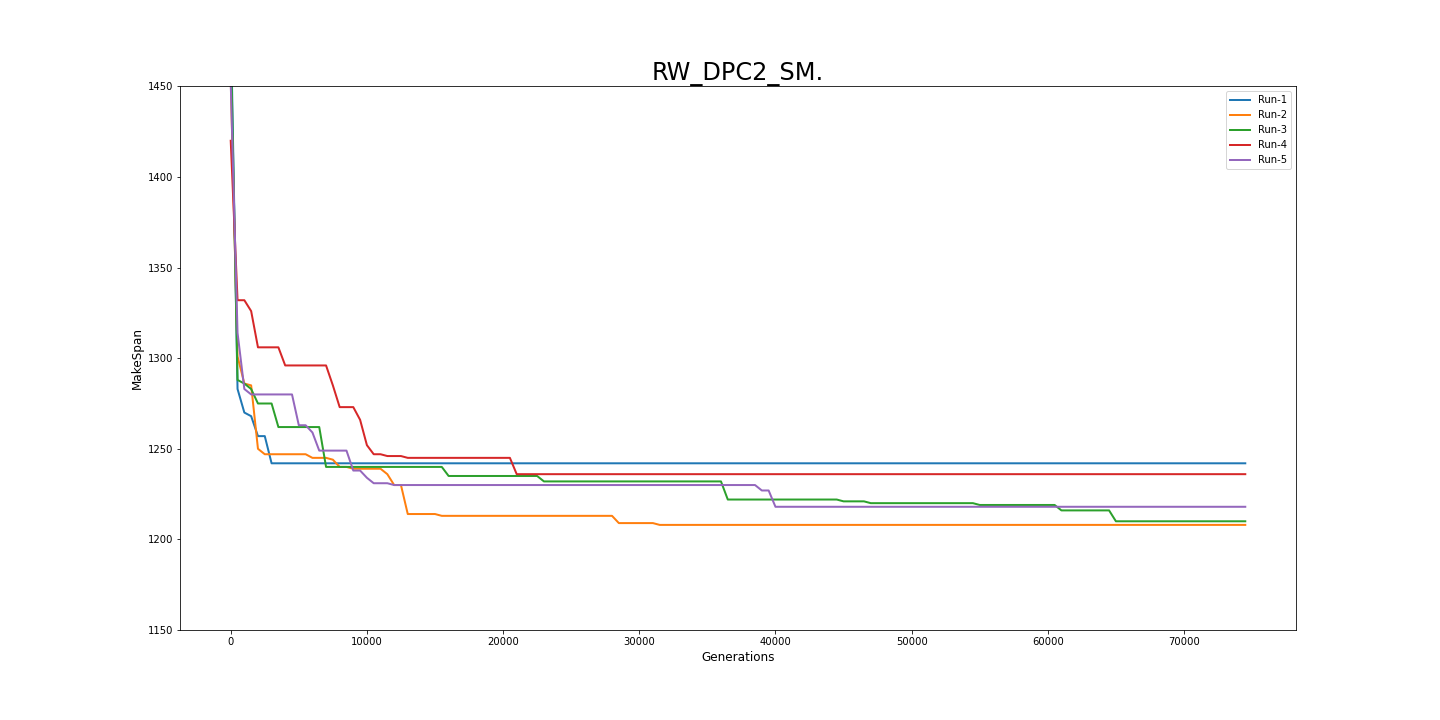 RW_DPC2_SM.
1450
1400
1350
1300
1250
1200
1150
MakeSpan
Run-1
Run-2
Run-3
Run-4
Run-5
0 10000 20000 30000 40000 50000 60000 70000
Generations